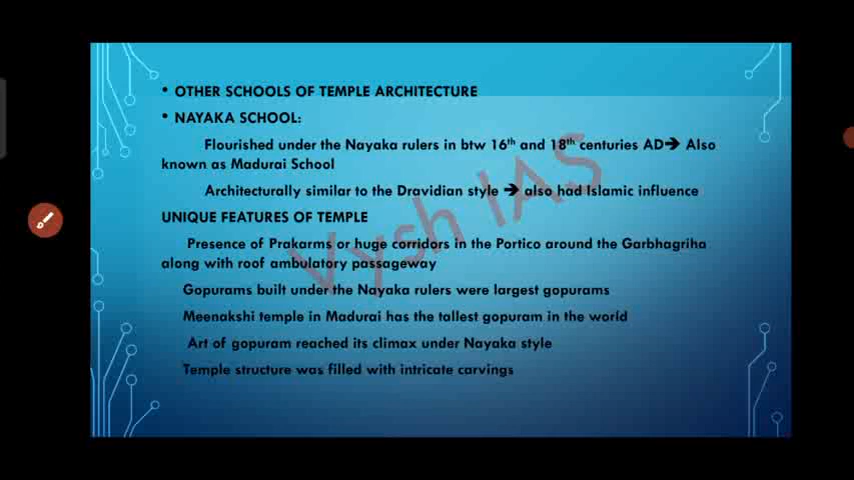 • OTHER SCHOOLS OF TEMPLE ARCHITECTURE
• NAYAKA SCHOOL:
Flourished under the Nayaka rulers in btw 16th and 18th centuries AD➔ Also
known as Madurai School
Architecturally similar to the Dravidian style ➔ also had Islamic influence
UNIQUE FEATURES OF TEMPLE
Presence of Prakarms or huge corridors in the Portico around the Garbhagriha
along with roof ambulatory passageway
Gopurams built under the Nayaka rulers were largest gopurams
Meenakshi temple in Madurai has the tallest gopuram in the world
Art of gopuram reached its climax under Nayaka style
Temple structure was filled with intricate carvings
Vysh IAS